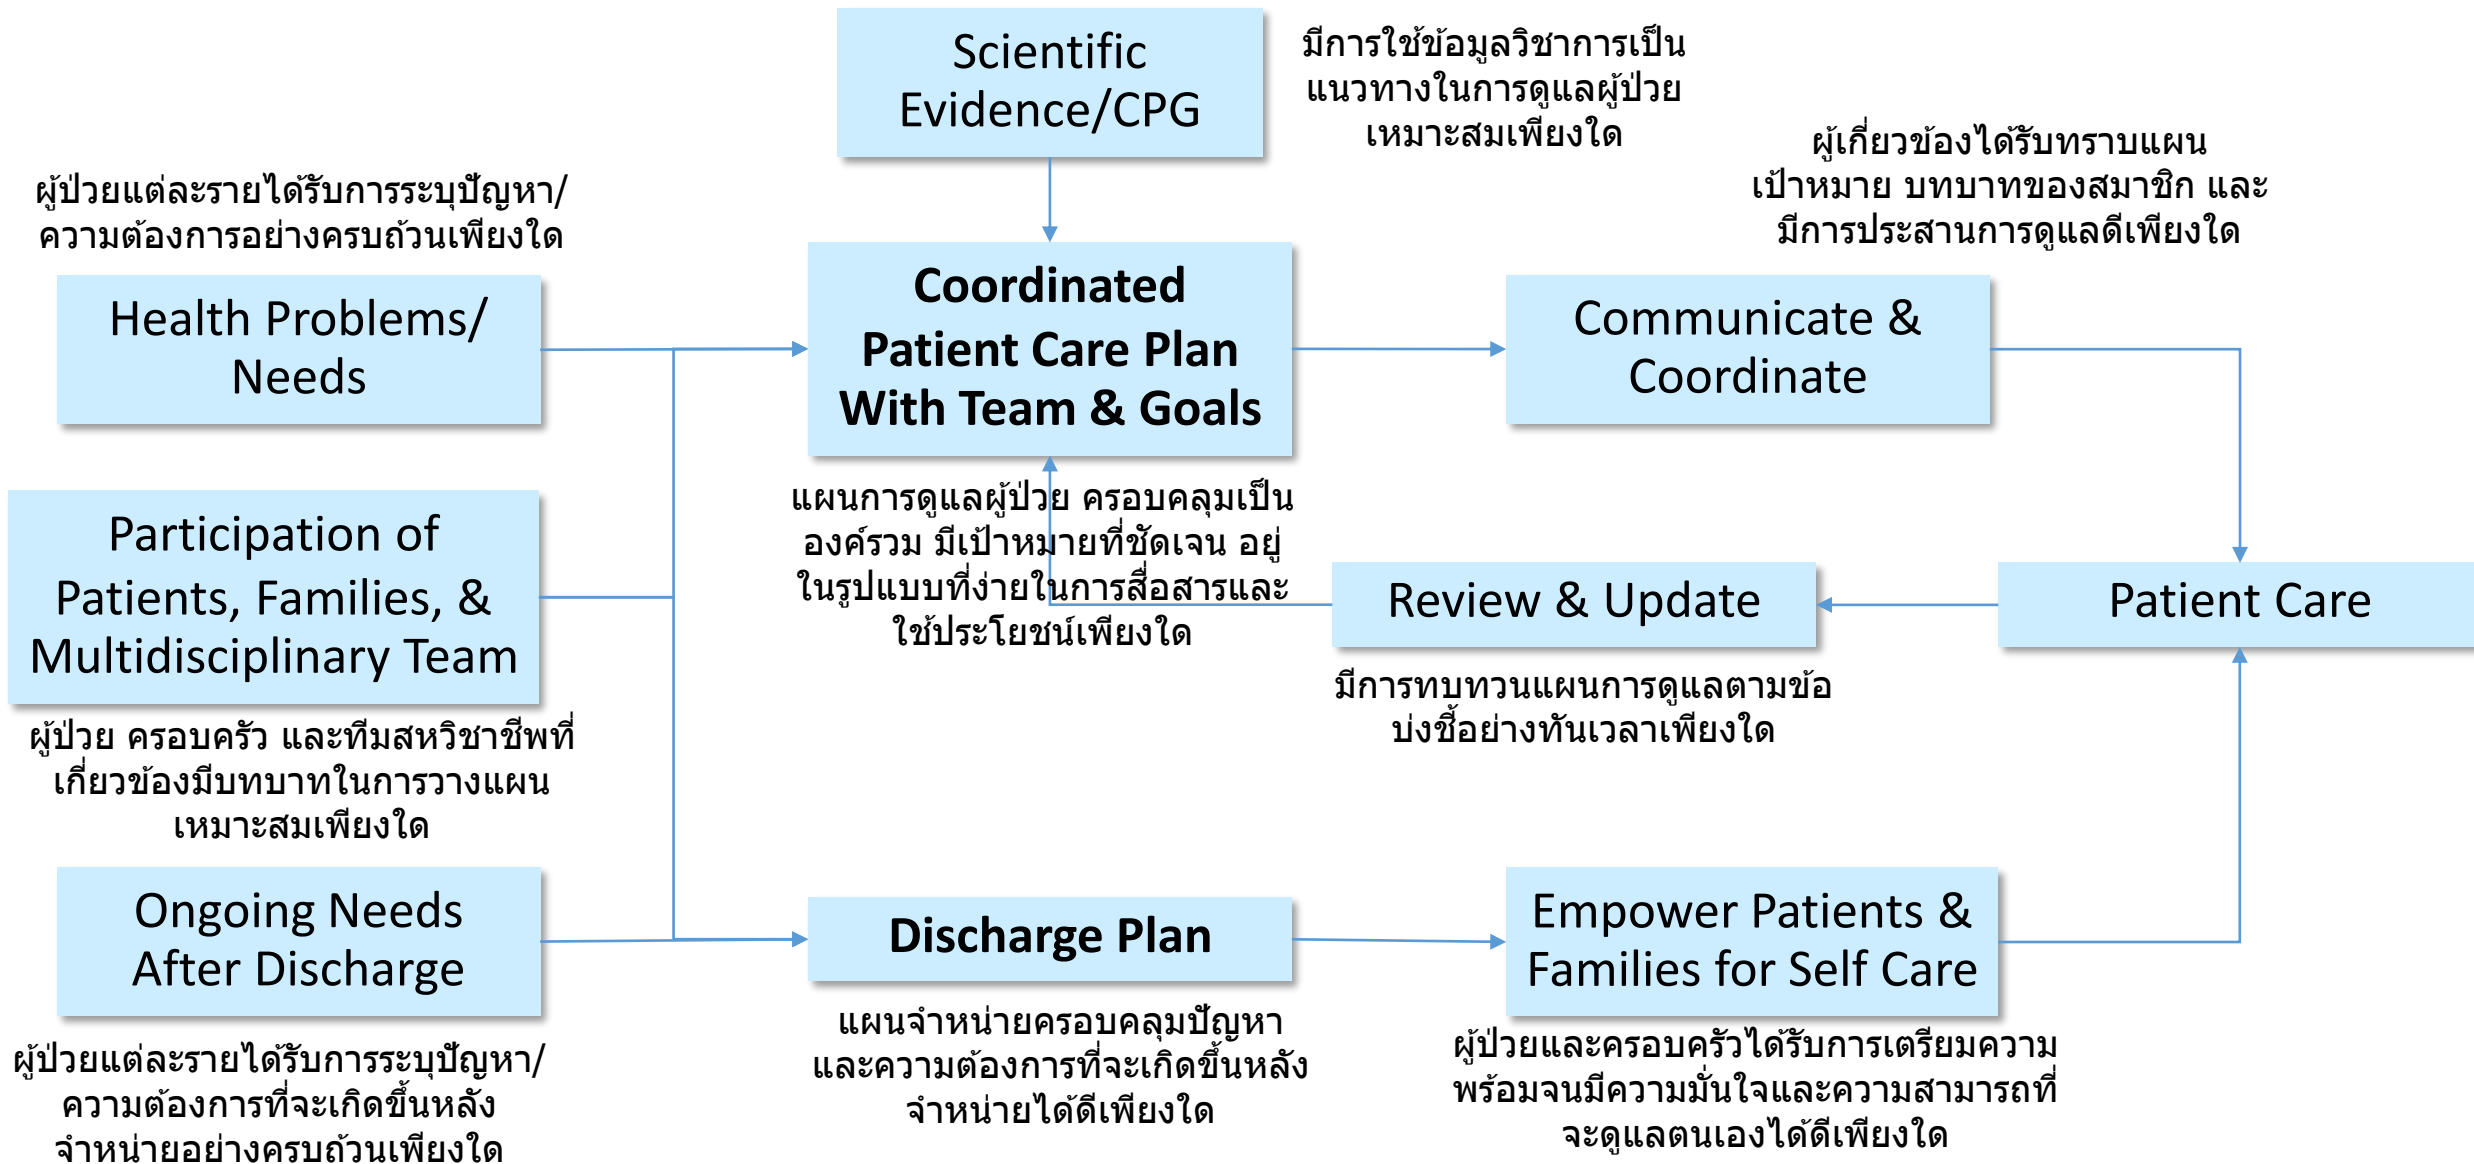 Scientific
Evidence/CPG
มีการใช้ข้อมูลวิชาการเป็น
แนวทางในการดูแลผู้ป่วย
เหมาะสมเพียงใด
ผู้เกี่ยวข้องได้รับทราบแผน
เป้าหมาย บทบาทของสมาชิก และ
มีการประสานการดูแลดีเพียงใด
ผู้ป่วยแต่ละรายได้รับการระบุปัญหา/
ความต้องการอย่างครบถ้วนเพียงใด
Health Problems/
Needs
Coordinated
Patient Care Plan
With Team & Goals
Communicate &
Coordinate
แผนการดูแลผู้ป่วย ครอบคลุมเป็น
องค์รวม มีเป้าหมายที่ชัดเจน อยู่
ในรูปแบบที่ง่ายในการสื่อสารและ
ใช้ประโยชน์เพียงใด
Participation of
Patients, Families, &
Multidisciplinary Team
Review & Update
Patient Care
มีการทบทวนแผนการดูแลตามข้อ
บ่งชี้อย่างทันเวลาเพียงใด
ผู้ป่วย ครอบครัว และทีมสหวิชาชีพที่
เกี่ยวข้องมีบทบาทในการวางแผน
เหมาะสมเพียงใด
Ongoing Needs
After Discharge
Discharge Plan
Empower Patients &
Families for Self Care
ผู้ป่วยแต่ละรายได้รับการระบุปัญหา/
ความต้องการที่จะเกิดขึ้นหลัง
จำหน่ายอย่างครบถ้วนเพียงใด
แผนจำหน่ายครอบคลุมปัญหา
และความต้องการที่จะเกิดขึ้นหลัง
จำหน่ายได้ดีเพียงใด
ผู้ป่วยและครอบครัวได้รับการเตรียมความ
พร้อมจนมีความมั่นใจและความสามารถที่
จะดูแลตนเองได้ดีเพียงใด